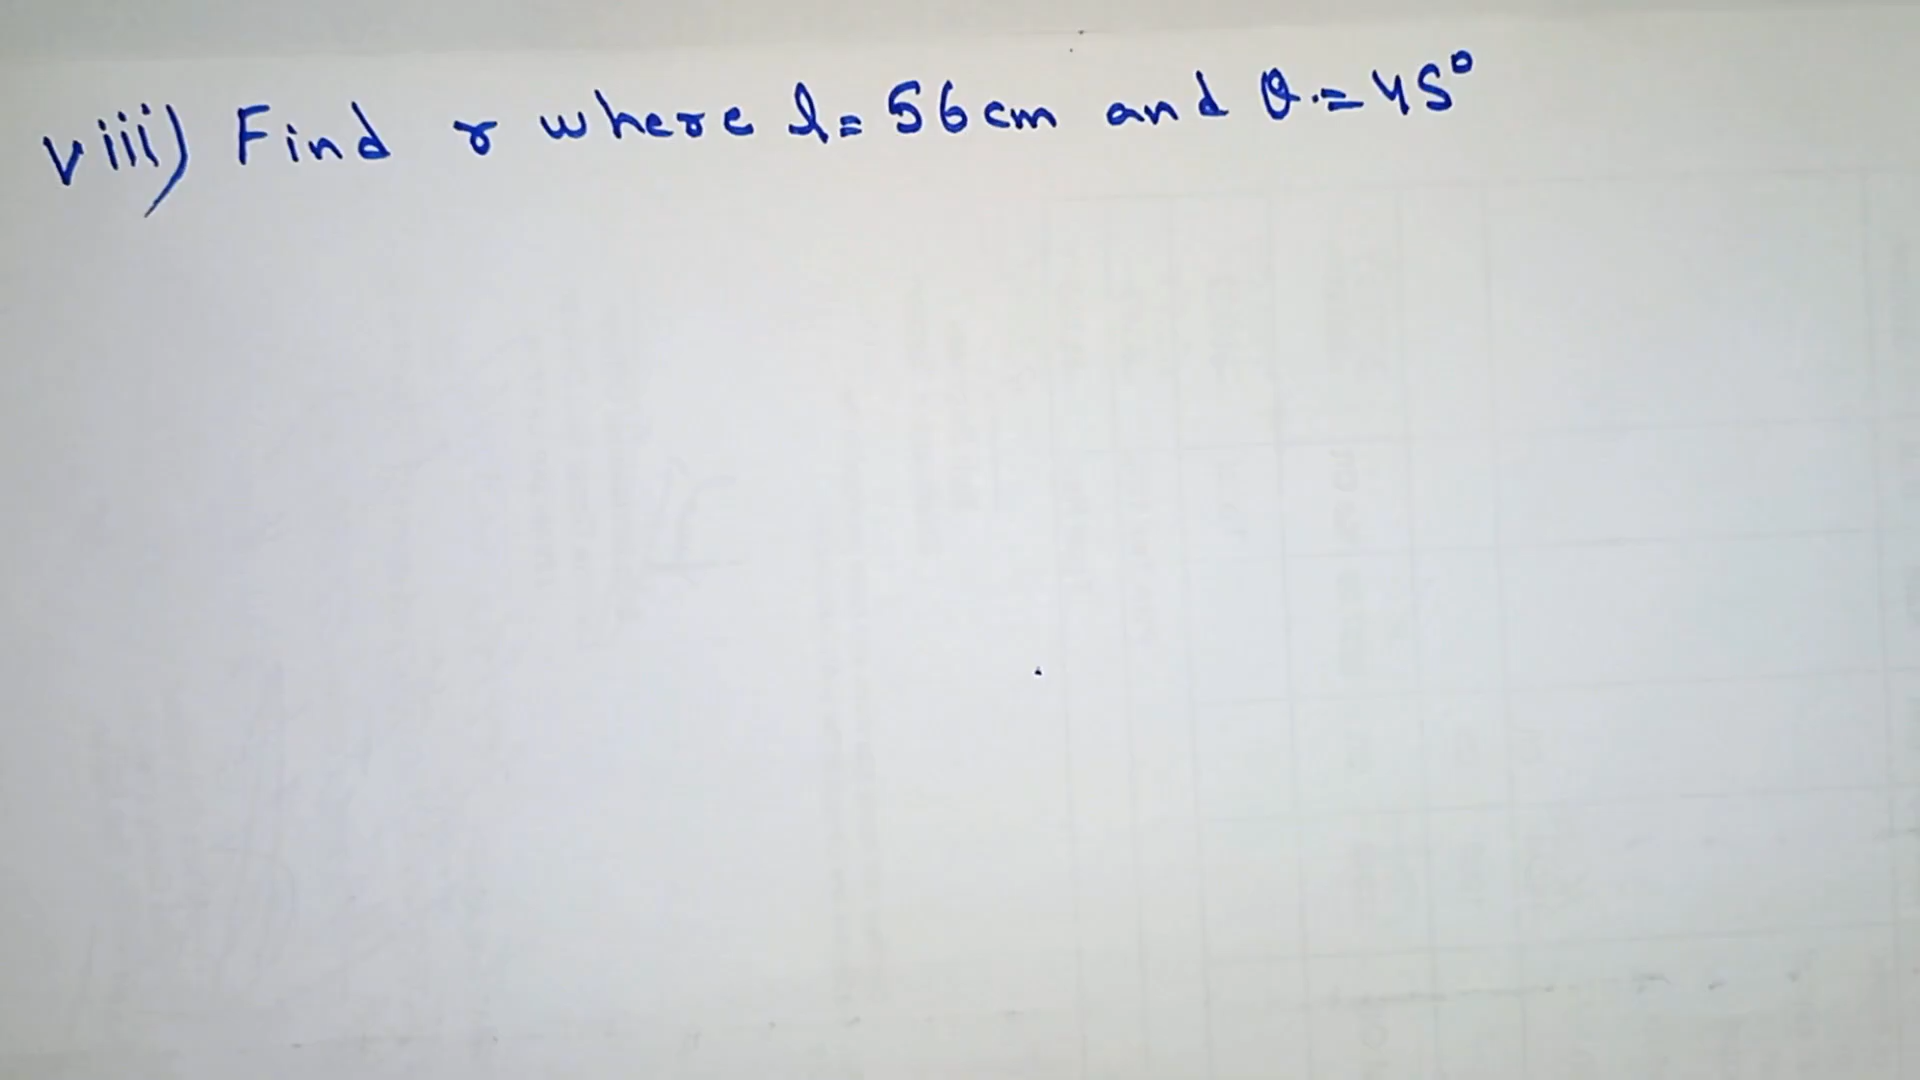 viii) Find r where l = 56 cm and θ = 45°